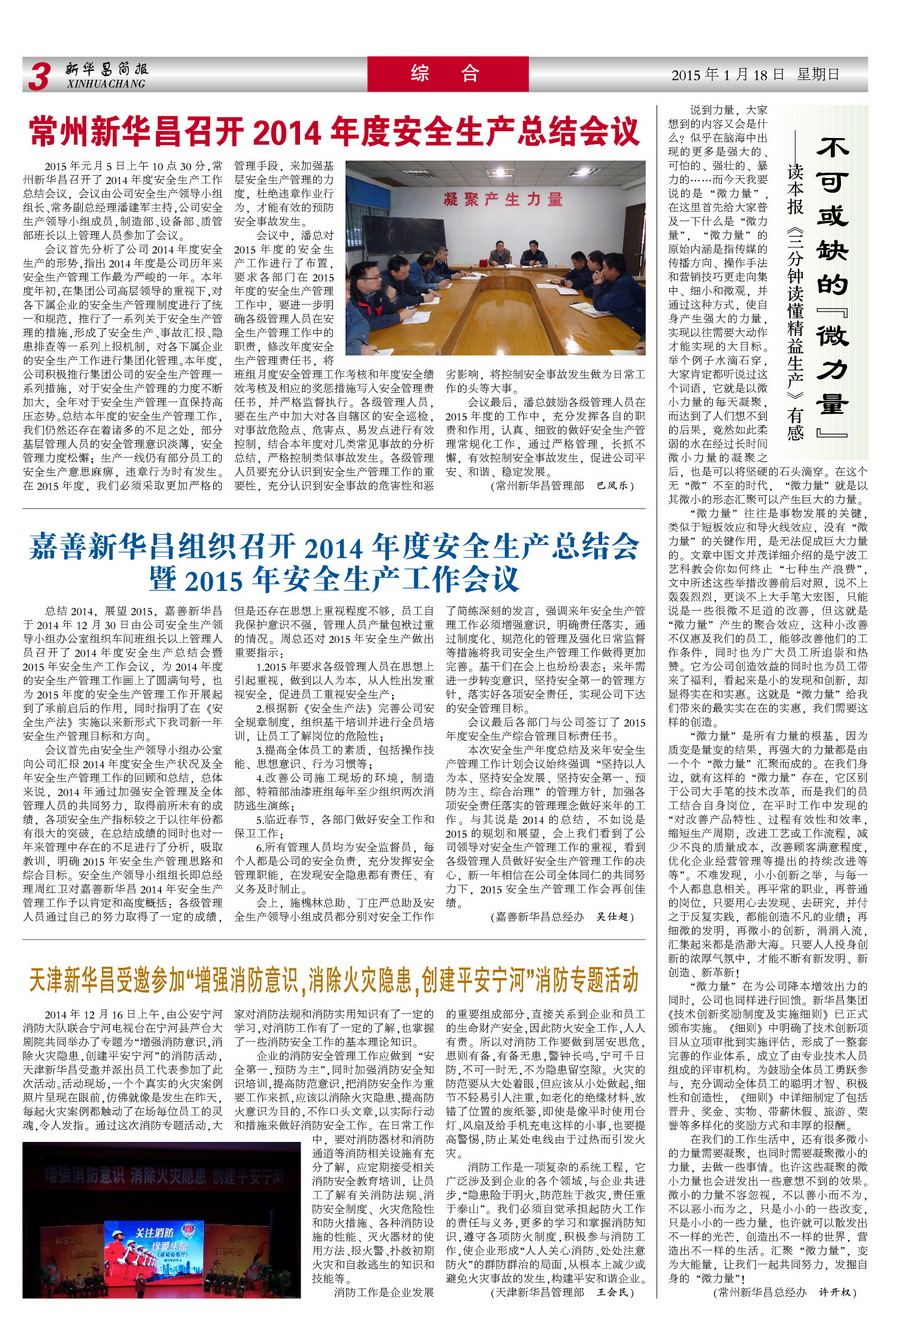 3
新华昌简报
XINHUACHANG
综 合
2015 年 1 月 18 日 星期日
常州新华昌召开 2014 年度安全生产总结会议
2015 年元月 5 日上午 10 点 30 分,常
州新华昌召开了 2014 年度安全生产工作
总结会议，会议由公司安全生产领导小组
组长、常务副总经理潘建军主持,公司安全
生产领导小组成员,制造部、设备部、质管
部班长以上管理人员参加了会议。
会议首先分析了公司 2014 年度安全
生产的形势,指出 2014 年度是公司历年来
安全生产管理工作最为严峻的一年。本年
度年初,在集团公司高层领导的重视下,对
各下属企业的安全生产管理制度进行了统
一和规范，推行了一系列关于安全生产管
理的措施,形成了安全生产、事故汇报、隐
患排查等一系列上报机制，对各下属企业
的安全生产工作进行集团化管理。本年度,
公司积极推行集团公司的安全生产管理一
系列措施，对于安全生产管理的力度不断
加大，全年对于安全生产管理一直保持高
压态势。总结本年度的安全生产管理工作,
我们仍然还存在着诸多的不足之处，部分
基层管理人员的安全管理意识淡薄，安全
管理力度松懈；生产一线仍有部分员工的
安全生产意思麻痹，违章行为时有发生。
在 2015 年度，我们必须采取更加严格的
管理手段，来加强基
层安全生产管理的力
度，杜绝违章作业行
为，才能有效的预防
安全事故发生。
会议中，潘总对
2015 年度的安全生
产工作进行了布置，
要求各部门在 2015
年度的安全生产管理
工作中，要进一步明
确各级管理人员在安
全生产管理工作中的
职责，修改年度安全
生产管理责任书，将
班组月度安全管理工作考核和年度安全绩
效考核及相应的奖惩措施写入安全管理责
任书，并严格监督执行。各级管理人员，
要在生产中加大对各自辖区的安全巡检，
对事故危险点、危害点、易发点进行有效
控制，结合本年度对几类常见事故的分析
总结，严格控制类似事故发生。各级管理
人员要充分认识到安全生产管理工作的重
要性，充分认识到安全事故的危害性和恶
凝聚产生力量
劣影响，将控制安全事故发生做为日常工
作的头等大事。
会议最后，潘总鼓励各级管理人员在
2015 年度的工作中，充分发挥各自的职
责和作用，认真、细致的做好安全生产管
理常规化工作，通过严格管理，长抓不
懈，有效控制安全事故发生，促进公司平
安、和谐、稳定发展。
(常州新华昌管理部 巴凤乐)
嘉善新华昌组织召开 2014 年度安全生产总结会
暨 2015 年安全生产工作会议
总结 2014，展望 2015，嘉善新华昌
于 2014 年 12 月 30 日由公司安全生产领
导小组办公室组织车间班组长以上管理人
员召开了 2014 年度安全生产总结会暨
2015 年安全生产工作会议，为 2014 年度
的安全生产管理工作画上了圆满句号，也
为 2015 年度的安全生产管理工作开展起
到了承前启后的作用，同时指明了在《安
全生产法》实施以来新形式下我司新一年
安全生产管理目标和方向。
会议首先由安全生产领导小组办公室
向公司汇报 2014 年度安全生产状况及全
年安全生产管理工作的回顾和总结，总体
来说，2014 年通过加强安全管理及全体
管理人员的共同努力，取得前所未有的成
绩，各项安全生产指标较之于以往年份都
有很大的突破，在总结成绩的同时也对一
年来管理中存在的不足进行了分析，吸取
教训，明确 2015 年安全生产管理思路和
综合目标。安全生产领导小组组长即总经
理周红卫对嘉善新华昌 2014 年安全生产
管理工作予以肯定和高度概括：各级管理
人员通过自己的努力取得了一定的成绩，
但是还存在思想上重视程度不够，员工自
我保护意识不强，管理人员产量包袱过重
的情况。周总还对 2015 年安全生产做出
重要指示：
1.2015 年要求各级管理人员在思想上
引起重视，做到以人为本，从人性出发重
视安全，促进员工重视安全生产；
2.根据新《安全生产法》完善公司安
全规章制度，组织基干培训并进行全员培
训，让员工了解岗位的危险性；
3.提高全体员工的素质，包括操作技
能、思想意识、行为习惯等；
4.改善公司施工现场的环境，制造
部、特箱部油漆班组每年至少组织两次消
防逃生演练；
5.临近春节，各部门做好安全工作和
保卫工作；
6.所有管理人员均为安全监督员，每
个人都是公司的安全负责，充分发挥安全
管理职能，在发现安全隐患都有责任、有
义务及时制止。
会上，施槐林总助、丁庄严总助及安
全生产领导小组成员都分别对安全工作作
了简练深刻的发言，强调来年安全生产管
理工作必须增强意识，明确责任落实，通
过制度化、规范化的管理及强化日常监督
等措施将我司安全生产管理工作做得更加
完善。基干们在会上也纷纷表态：来年需
进一步转变意识，坚持安全第一的管理方
针，落实好各项安全责任，实现公司下达
的安全管理目标。
会议最后各部门与公司签订了 2015
年度安全生产综合管理目标责任书。
本次安全生产年度总结及来年安全生
产管理工作计划会议始终强调“坚持以人
为本、坚持安全发展、坚持安全第一、预
防为主、综合治理”的管理方针，加强各
项安全责任落实的管理理念做好来年的工
作。与其说是 2014 的总结，不如说是
2015 的规划和展望，会上我们看到了公
司领导对安全生产管理工作的重视，看到
各级管理人员做好安全生产管理工作的决
心，新一年相信在公司全体同仁的共同努
力下，2015 安全生产管理工作会再创佳
绩。
(嘉善新华昌总经办 吴仕超)
天津新华昌受邀参加“增强消防意识,消除火灾隐患,创建平安宁河”消防专题活动
2014 年 12 月 16 日上午,由公安宁河
消防大队联合宁河电视台在宁河县芦台大
剧院共同举办了专题为“增强消防意识,消
除火灾隐患,创建平安宁河”的消防活动,
天津新华昌受邀并派出员工代表参加了此
次活动。活动现场,一个个真实的火灾案例
照片呈现在眼前,仿佛就像是发生在昨天,
每起火灾案例都触动了在场每位员工的灵
魂,令人发指。通过这次消防专题活动,大
增强消防意识 消除火灾隐患 创建平安宁河
关注消防
家对消防法规和消防实用知识有了一定的
学习,对消防工作有了一定的了解,也掌握
了一些消防安全工作的基本理论知识。
企业的消防安全管理工作应做到“安
全第一,预防为主”,同时加强消防安全知
识培训,提高防范意识,把消防安全作为重
要工作来抓,应该以消除火灾隐患、提高防
火意识为目的,不作口头文章,以实际行动
和措施来做好消防安全工作。在日常工作
中，要对消防器材和消防
通道等消防相关设施有充
分了解，应定期接受相关
消防安全教育培训，让员
工了解有关消防法规、消
防安全制度、火灾危险性
和防火措施、各种消防设
施的性能、灭火器材的使
用方法、报火警、扑救初期
火灾和自救逃生的知识和
技能等。
消防工作是企业发展
的重要组成部分,直接关系到企业和员工
的生命财产安全,因此防火安全工作,人人
有责。所以对消防工作要做到居安思危,
思则有备,有备无患,警钟长鸣,宁可千日
防,不可一时无,不为隐患留空隙。火灾的
防范要从大处着眼,但应该从小处做起,细
节不轻易引人注重,如老化的绝缘材料、放
错了位置的废纸篓,即使是像平时使用台
灯、风扇及给手机充电这样的小事,也要提
高警惕,防止某处电线由于过热而引发火
灾。
消防工作是一项复杂的系统工程，它
广泛涉及到企业的各个领域,与企业共进
步,“隐患险于明火,防范胜于救灾,责任重
于泰山”。我们必须自觉承担起防火工作
的责任与义务,更多的学习和掌握消防知
识,遵守各项防火制度,积极参与消防工
作,使企业形成“人人关心消防、处处注意
防火”的群防群治的局面,从根本上减少或
避免火灾事故的发生,构建平安和谐企业。
(天津新华昌管理部 王会民)
不可或缺的『微力量』
——读本报《三分钟读懂精益生产》有感
说到力量，大家
想到的内容又会是什
么？似乎在脑海中出
现的更多是强大的、
可怕的、强壮的、暴
力的……而今天我要
说的是“微力量”，
在这里首先给大家普
及一下什么是“微力
量”，“微力量”的
原始内涵是指传媒的
传播方向、操作手法
和营销技巧更走向集
中、细小和微观，并
通过这种方式，使自
身产生强大的力量，
实现以往需要大动作
才能实现的大目标。
举个例子水滴石穿，
大家肯定都听说过这
个词语，它就是以微
小力量的每天凝聚，
而达到了人们想不到
的后果，竟然如此柔
弱的水在经过长时间
微小力量的凝聚之
后，也是可以将坚硬的石头滴穿。在这个
无“微”不至的时代，“微力量”就是以
其微小的形态汇聚可以产生巨大的力量。
“微力量”往往是事物发展的关键，
类似于短板效应和导火线效应，没有“微
力量”的关键作用，是无法促成巨大力量
的。文章中图文并茂详细介绍的是宁波工
艺科教会你如何终止“七种生产浪费”，
文中所述这些举措改善前后对照，说不上
轰轰烈烈，更谈不上大手笔大宏图，只能
说是一些很微不足道的改善，但这就是
“微力量”产生的聚合效应，这种小改善
不仅惠及我们的员工，能够改善他们的工
作条件，同时也为广大员工所追崇和热
赞。它为公司创造效益的同时也为员工带
来了福利，看起来是小的发现和创新，却
显得实在和实惠。这就是“微力量”给我
们带来的最实实在在的实惠，我们需要这
样的创造。
“微力量”是所有力量的根基，因为
质变是量变的结果，再强大的力量都是由
一个个“微力量”汇聚而成的。在我们身
边，就有这样的“微力量”存在，它区别
于公司大手笔的技术改革，而是我们的员
工结合自身岗位，在平时工作中发现的
“对改善产品特性、过程有效性和效率，
缩短生产周期，改进工艺或工作流程，减
少不良的质量成本，改善顾客满意程度，
优化企业经营管理等提出的持续改进等
等”。不难发现，小小创新之举，与每一
个人都息息相关。再平常的职业，再普通
的岗位，只要用心去发现、去研究，并付
之于反复实践，都能创造不凡的业绩；再
细微的发明，再微小的创新，涓涓入流，
汇集起来都是浩渺大海。只要人人投身创
新的浓厚气氛中，才能不断有新发明、新
创造、新革新！
“微力量”在为公司降本增效出力的
同时，公司也同样进行回馈。新华昌集团
《技术创新奖励制度及实施细则》已正式
颁布实施。《细则》中明确了技术创新项
目从立项审批到实施评估，形成了一整套
完善的作业体系，成立了由专业技术人员
组成的评审机构。为鼓励全体员工勇跃参
与，充分调动全体员工的聪明才智、积极
性和创造性，《细则》中详细制定了包括
晋升、奖金、实物、带薪休假、旅游、荣
誉等多样化的奖励方式和丰厚的报酬。
在我们的工作生活中，还有很多微小
的力量需要凝聚，也同时需要凝聚微小的
力量，去做一些事情。也许这些凝聚的微
小力量也会迸发出一些意想不到的效果。
微小的力量不容忽视，不以善小而不为，
不以恶小而为之，只是小小的一些改变，
只是小小的一些力量，也许就可以散发出
不一样的光芒，创造出不一样的世界，营
造出不一样的生活。汇聚“微力量”，变
为大能量，让我们一起共同努力，发掘自
身的“微力量”！
(常州新华昌总经办 许开权)